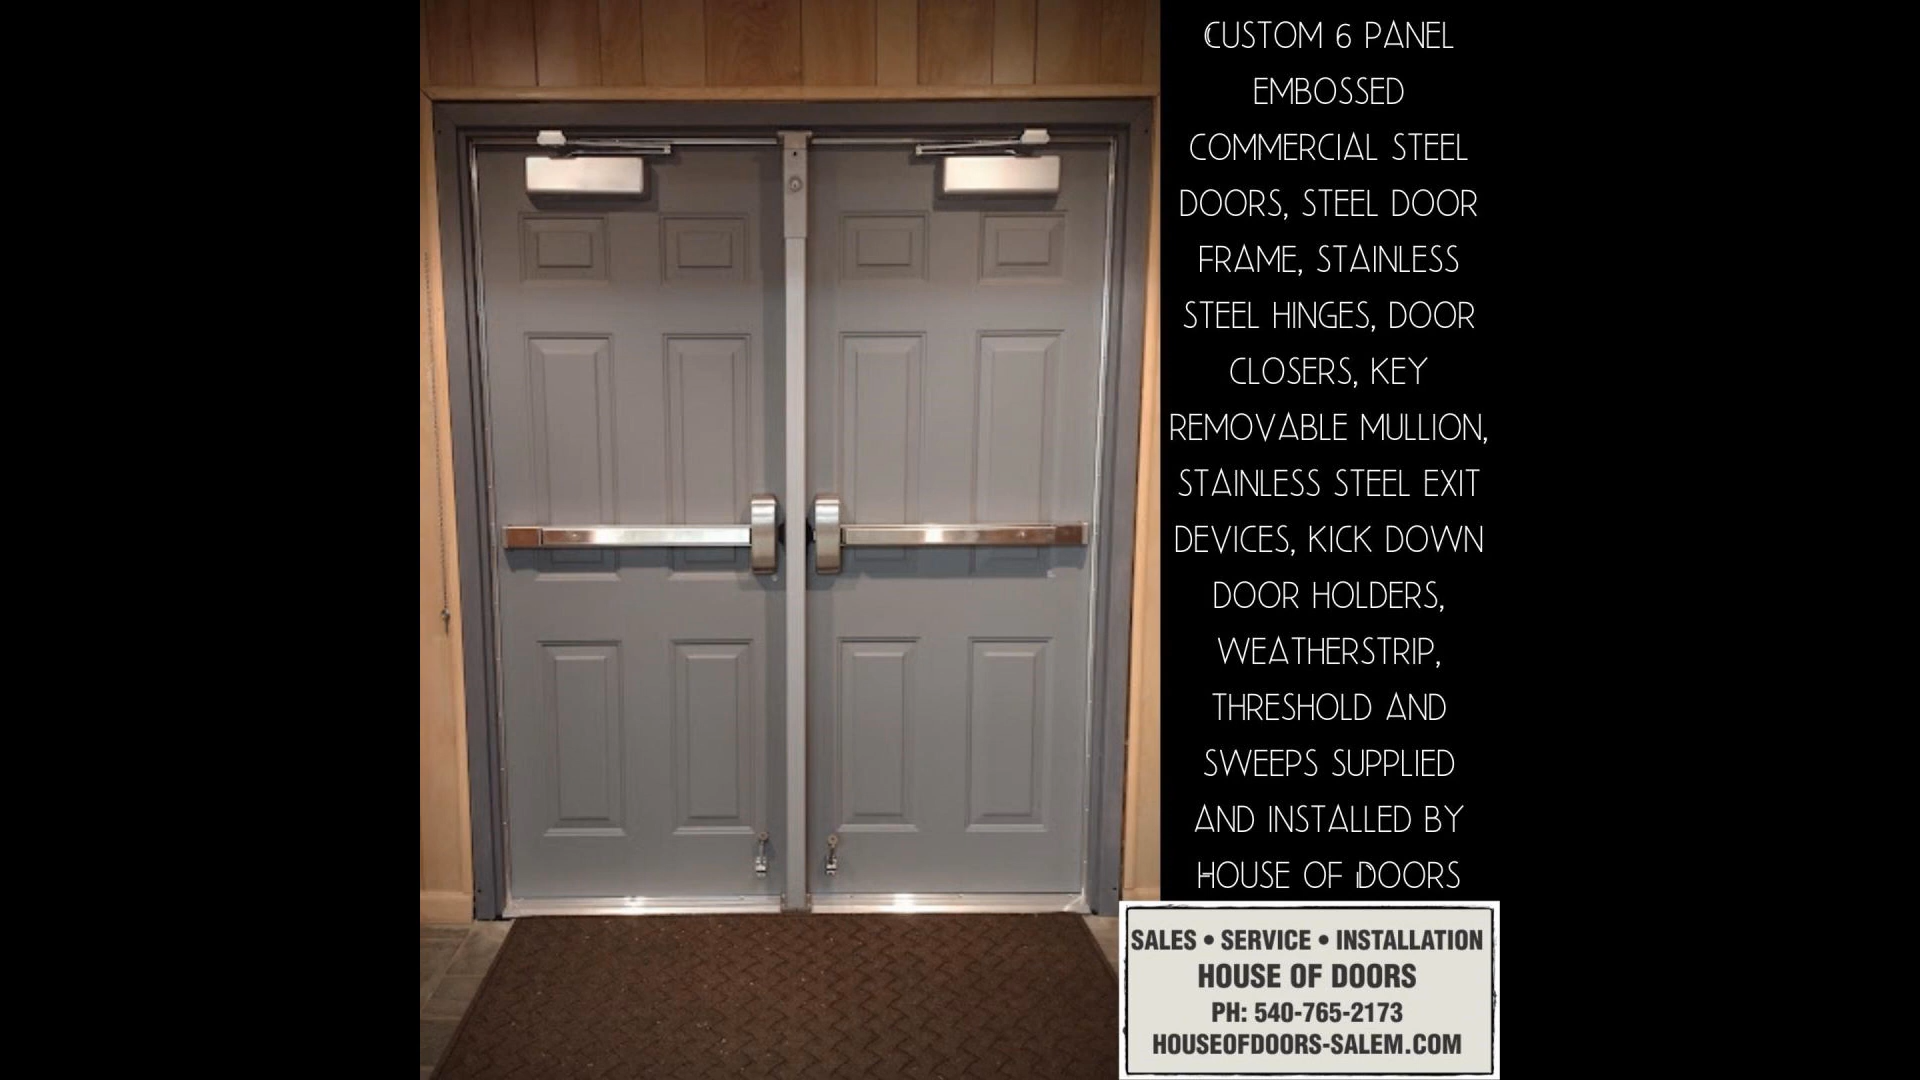 CUSTOM 6 PANEL
EMBOSSED
COMMERCIAL STEEL
DOORS, STEEL DOOR
FRAME, STAINLESS
STEEL HINGES, DOOR
CLOSERS, KEY
REMOVABLE MULLION,
STAINLESS STEEL EXIT
DEVICES, KICK DOWN
DOOR HOLDERS,
WEATHERSTRIP,
THRESHOLD AND
SWEEPS SUPPLIED
AND INSTALLED BY
HOUSE OF DOORS
SALES • SERVICE • INSTALLATION
HOUSE OF DOORS
PH: 540-765-2173
HOUSEOFDOORS-SALEM.COM